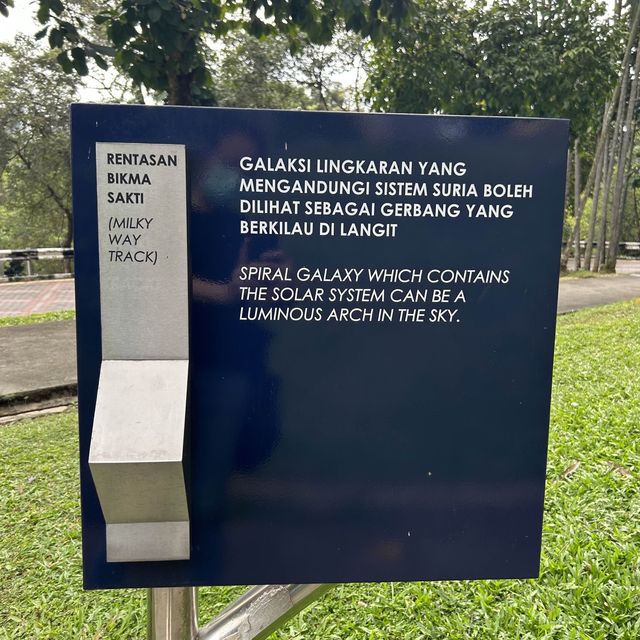 RENTASAN
BIKMA
SAKTI
(MILKY
WAY
TRACK)
GALAKSI LINGKARAN YANG
MENGANDUNGI SISTEM SURIA BOLEH
DILIHAT SEBAGAI GERBANG YANG
BERKILAU DI LANGIT
SPIRAL GALAXY WHICH CONTAINS
THE SOLAR SYSTEM CAN BE A
LUMINOUS ARCH IN THE SKY.